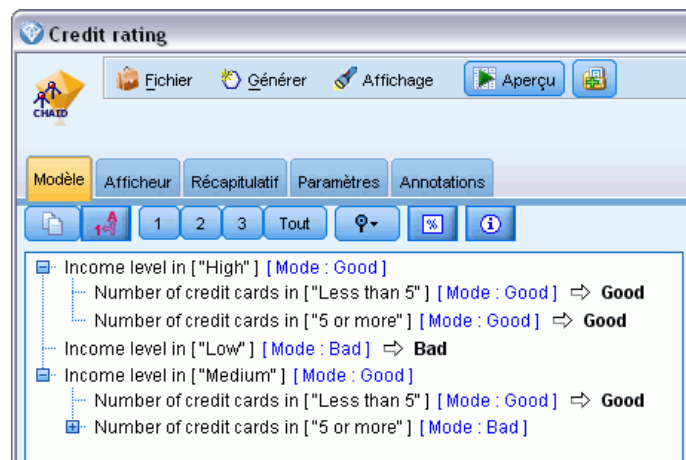 Credit rating
CHAID
Fichier Générer Affichage Aperçu
Modèle Afficheur Récapitulatif Paramètres Annotations
1 2 3 Tout %
Income level in ["High"] [Mode : Good]
Number of credit cards in ["Less than 5"] [Mode : Good] ⇨ Good
Number of credit cards in ["5 or more"] [Mode : Good] ⇨ Good
Income level in ["Low"] [Mode : Bad] ⇨ Bad
Income level in ["Medium"] [Mode : Good]
Number of credit cards in ["Less than 5"] [Mode : Good] ⇨ Good
Number of credit cards in ["5 or more"] [Mode : Bad]